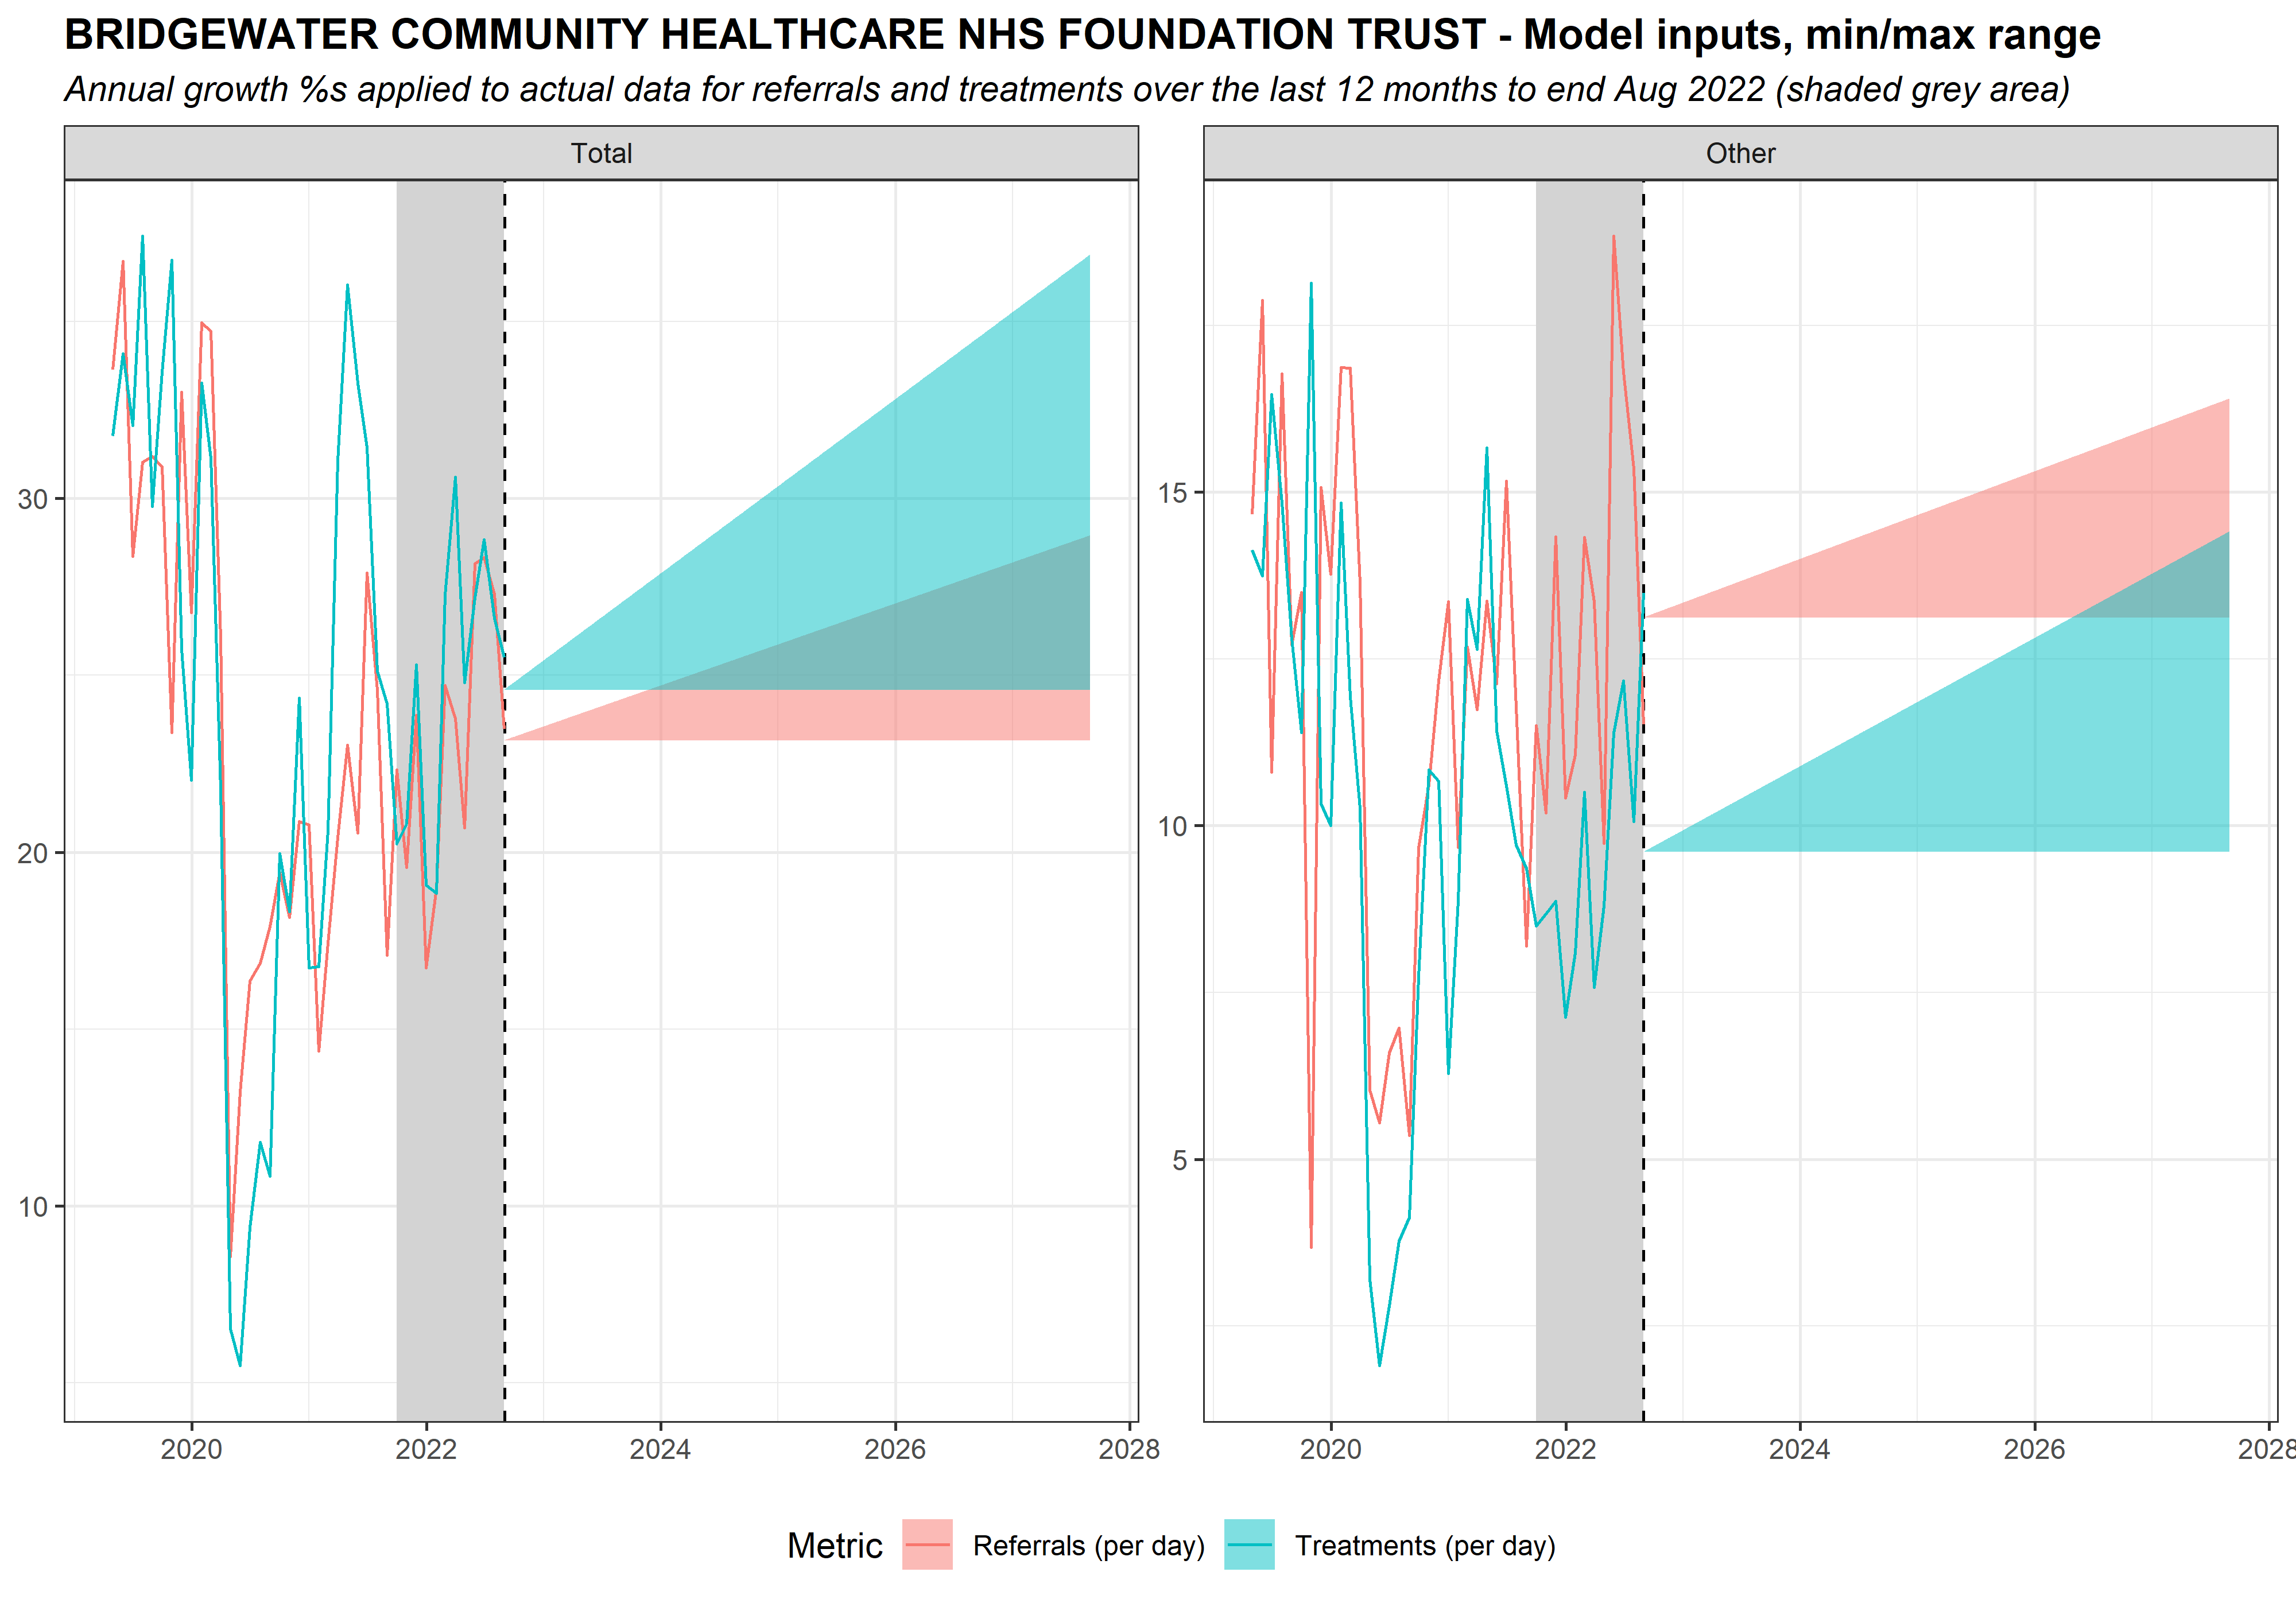 BRIDGEWATER COMMUNITY HEALTHCARE NHS FOUNDATION TRUST - Model inputs, min/max range
Annual growth %s applied to actual data for referrals and treatments over the last 12 months to end Aug 2022 (shaded grey area)
Total
30
20
10
2020 2022 2024 2026 2028
Other
15
10
5
2020 2022 2024 2026 2028
Metric Referrals (per day) Treatments (per day)